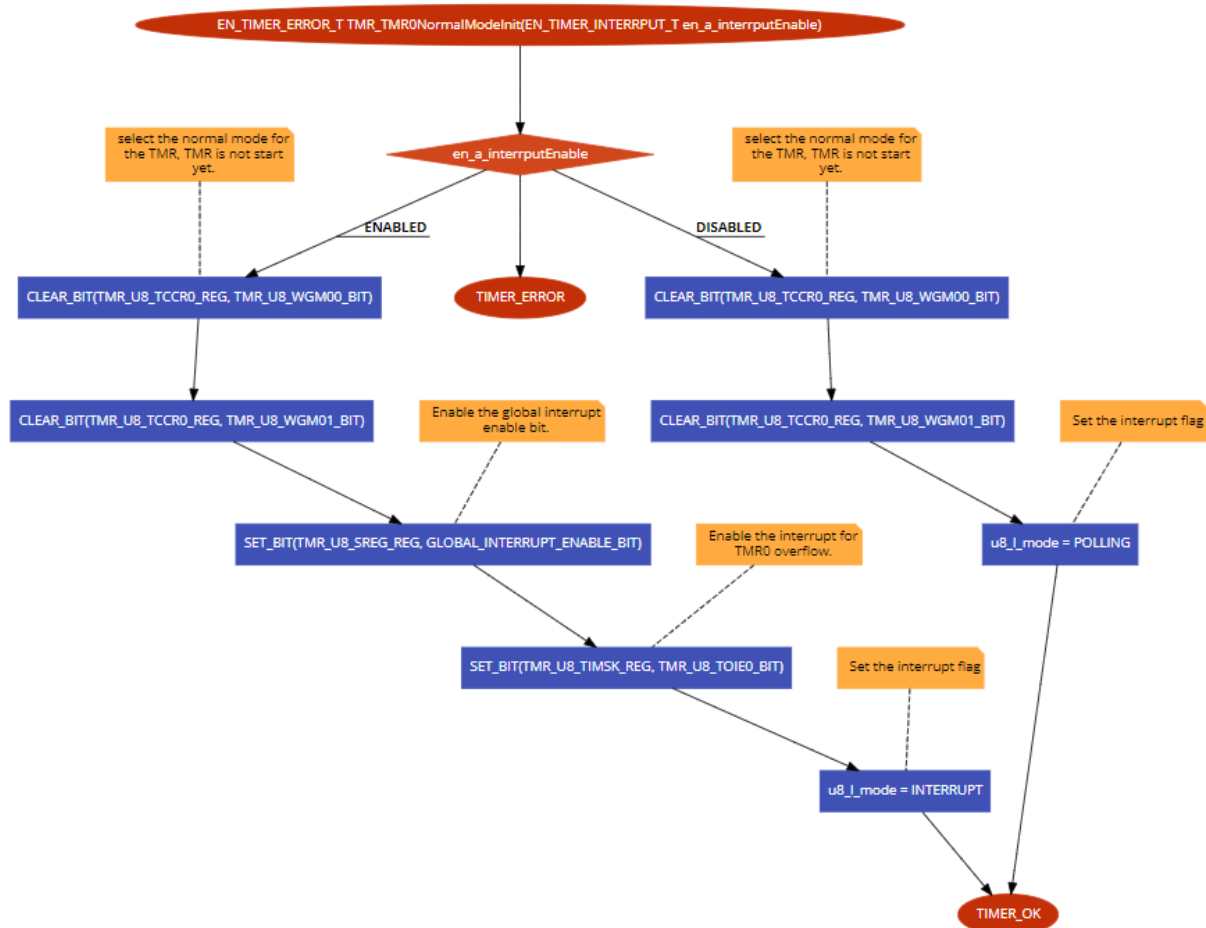 EN_TIMER_ERROR_T TMR_TMR0NormalModeInit(EN_TIMER_INTERRPUT_T en_a_interrputEnable)
select the normal mode for
the TMR, TMR is not start
yet.
en_a_interrputEnable
select the normal mode for
the TMR, TMR is not start
yet.
ENABLED
DISABLED
CLEAR_BIT(TMR_U8_TCCR0_REG, TMR_U8_WGM00_BIT)
TIMER_ERROR
CLEAR_BIT(TMR_U8_TCCR0_REG, TMR_U8_WGM00_BIT)
CLEAR_BIT(TMR_U8_TCCR0_REG, TMR_U8_WGM01_BIT)
Enable the global interrupt
enable bit.
CLEAR_BIT(TMR_U8_TCCR0_REG, TMR_U8_WGM01_BIT)
Set the interrupt flag
SET_BIT(TMR_U8_SREG_REG, GLOBAL_INTERRUPT_ENABLE_BIT)
Enable the interrupt for
TMR0 overflow.
u8_l_mode = POLLING
SET_BIT(TMR_U8_TIMSK_REG, TMR_U8_TOIE0_BIT)
Set the interrupt flag
u8_l_mode = INTERRUPT
TIMER_OK